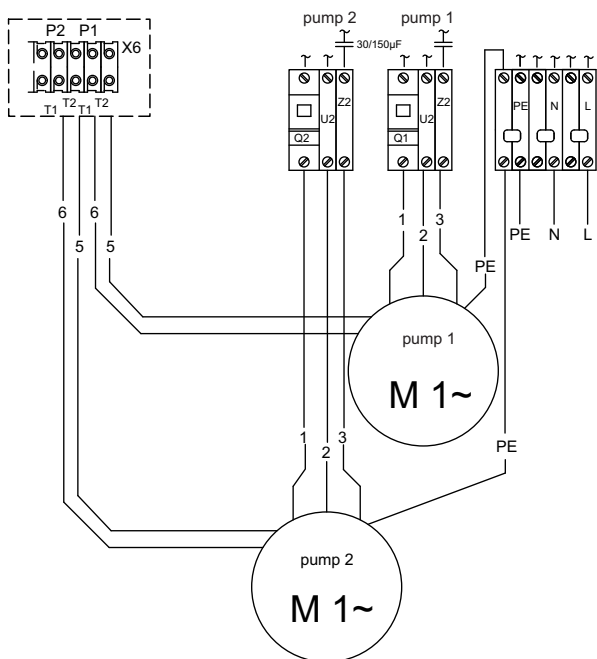 pump 2 pump 1
P2 P1
X6
30/150µF
T1 T2 T1 T2
Z2 Z2
U2 U2
PE N L
Q2 Q1
6 5 6 5
1 2 3
PE N L
PE
pump 1
M 1~
1 2 3
PE
pump 2
M 1~